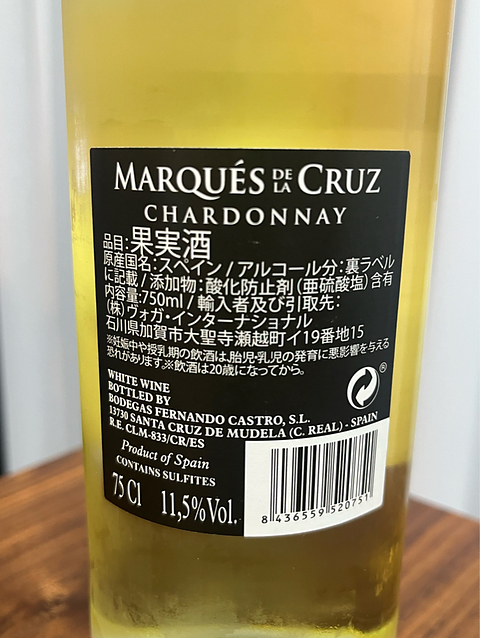 MARQUÉS DE LA CRUZ
CHARDONNAY
品目:果実酒
原産国名:スペイン / アルコール分:裏ラベル
に記載 / 添加物:酸化防止剤(亜硫酸塩)含有
内容量:750ml / 輸入者及び引取先:
(株)ヴォガ・インターナショナル
石川県加賀市大聖寺瀬越町イ19番地15
※妊娠中や授乳期の飲酒は、胎児・乳児の発育に悪影響を与える
恐れがあります。※飲酒は20歳になってから。
WHITE WINE
BOTTLED BY
BODEGAS FERNANDO CASTRO, S.L.
13730 SANTA CRUZ DE MUDELA (C. REAL) - SPAIN
R.E. CLM-833/CR/ES
Product of Spain
CONTAINS SULFITES
75 Cl 11,5% Vol.
8 436559 520751
®